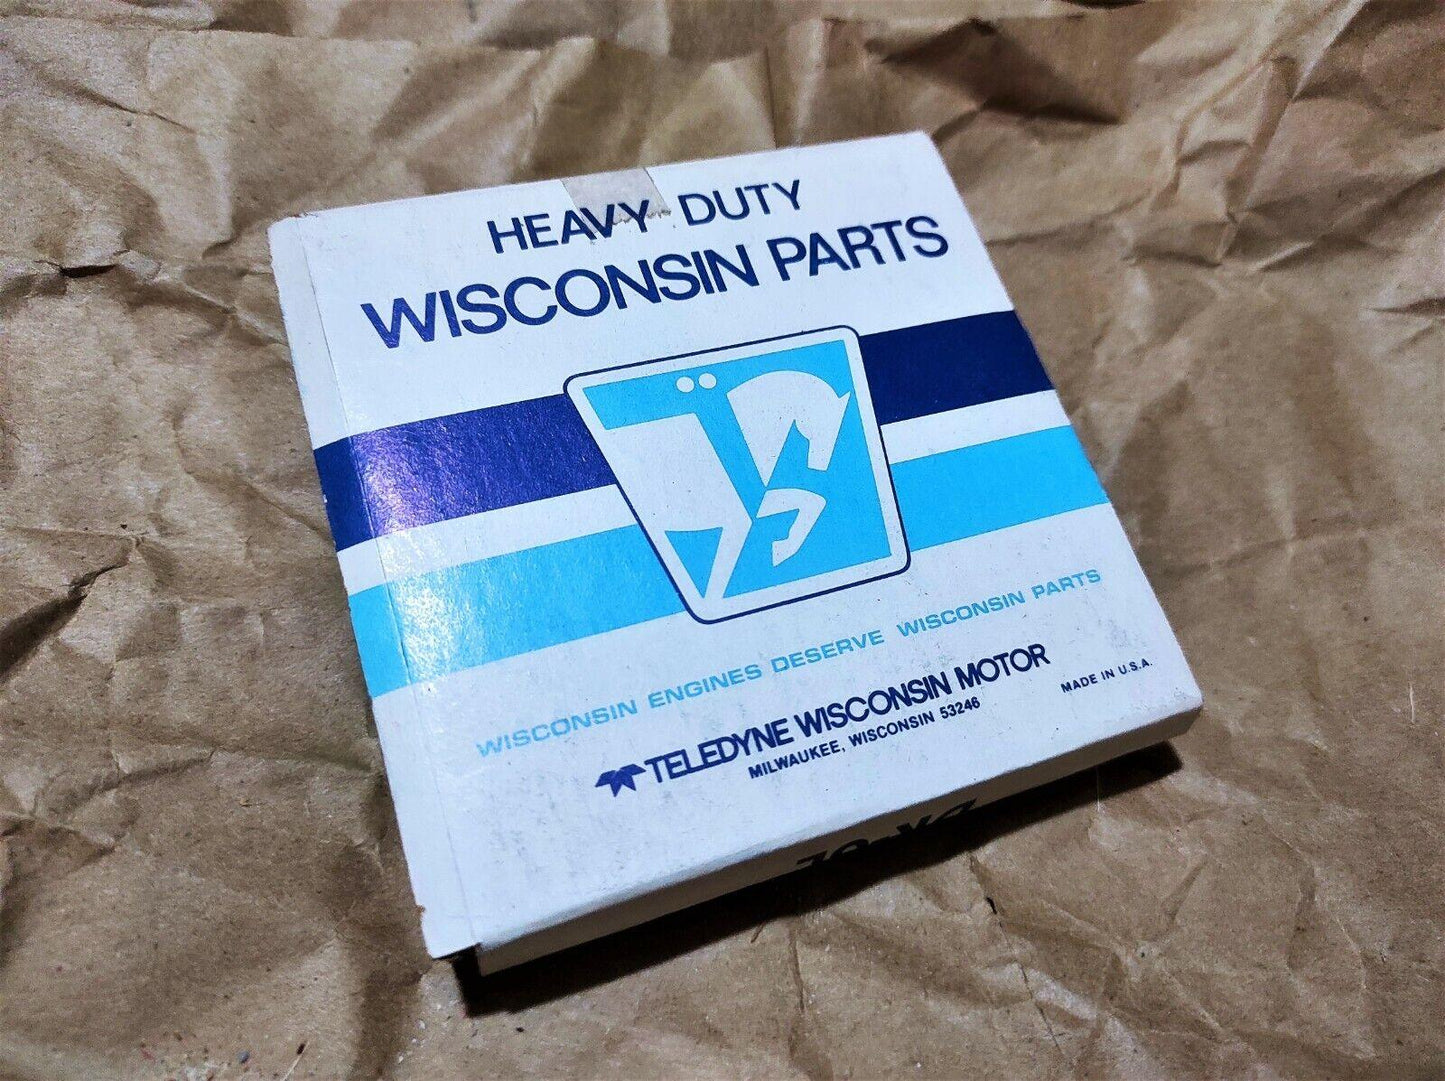 HEAVY DUTY
WISCONSIN PARTS
WISCONSIN ENGINES DESERVE WISCONSIN PARTS
TELEDYNE WISCONSIN MOTOR
MILWAUKEE, WISCONSIN 53246
MADE IN U.S.A.